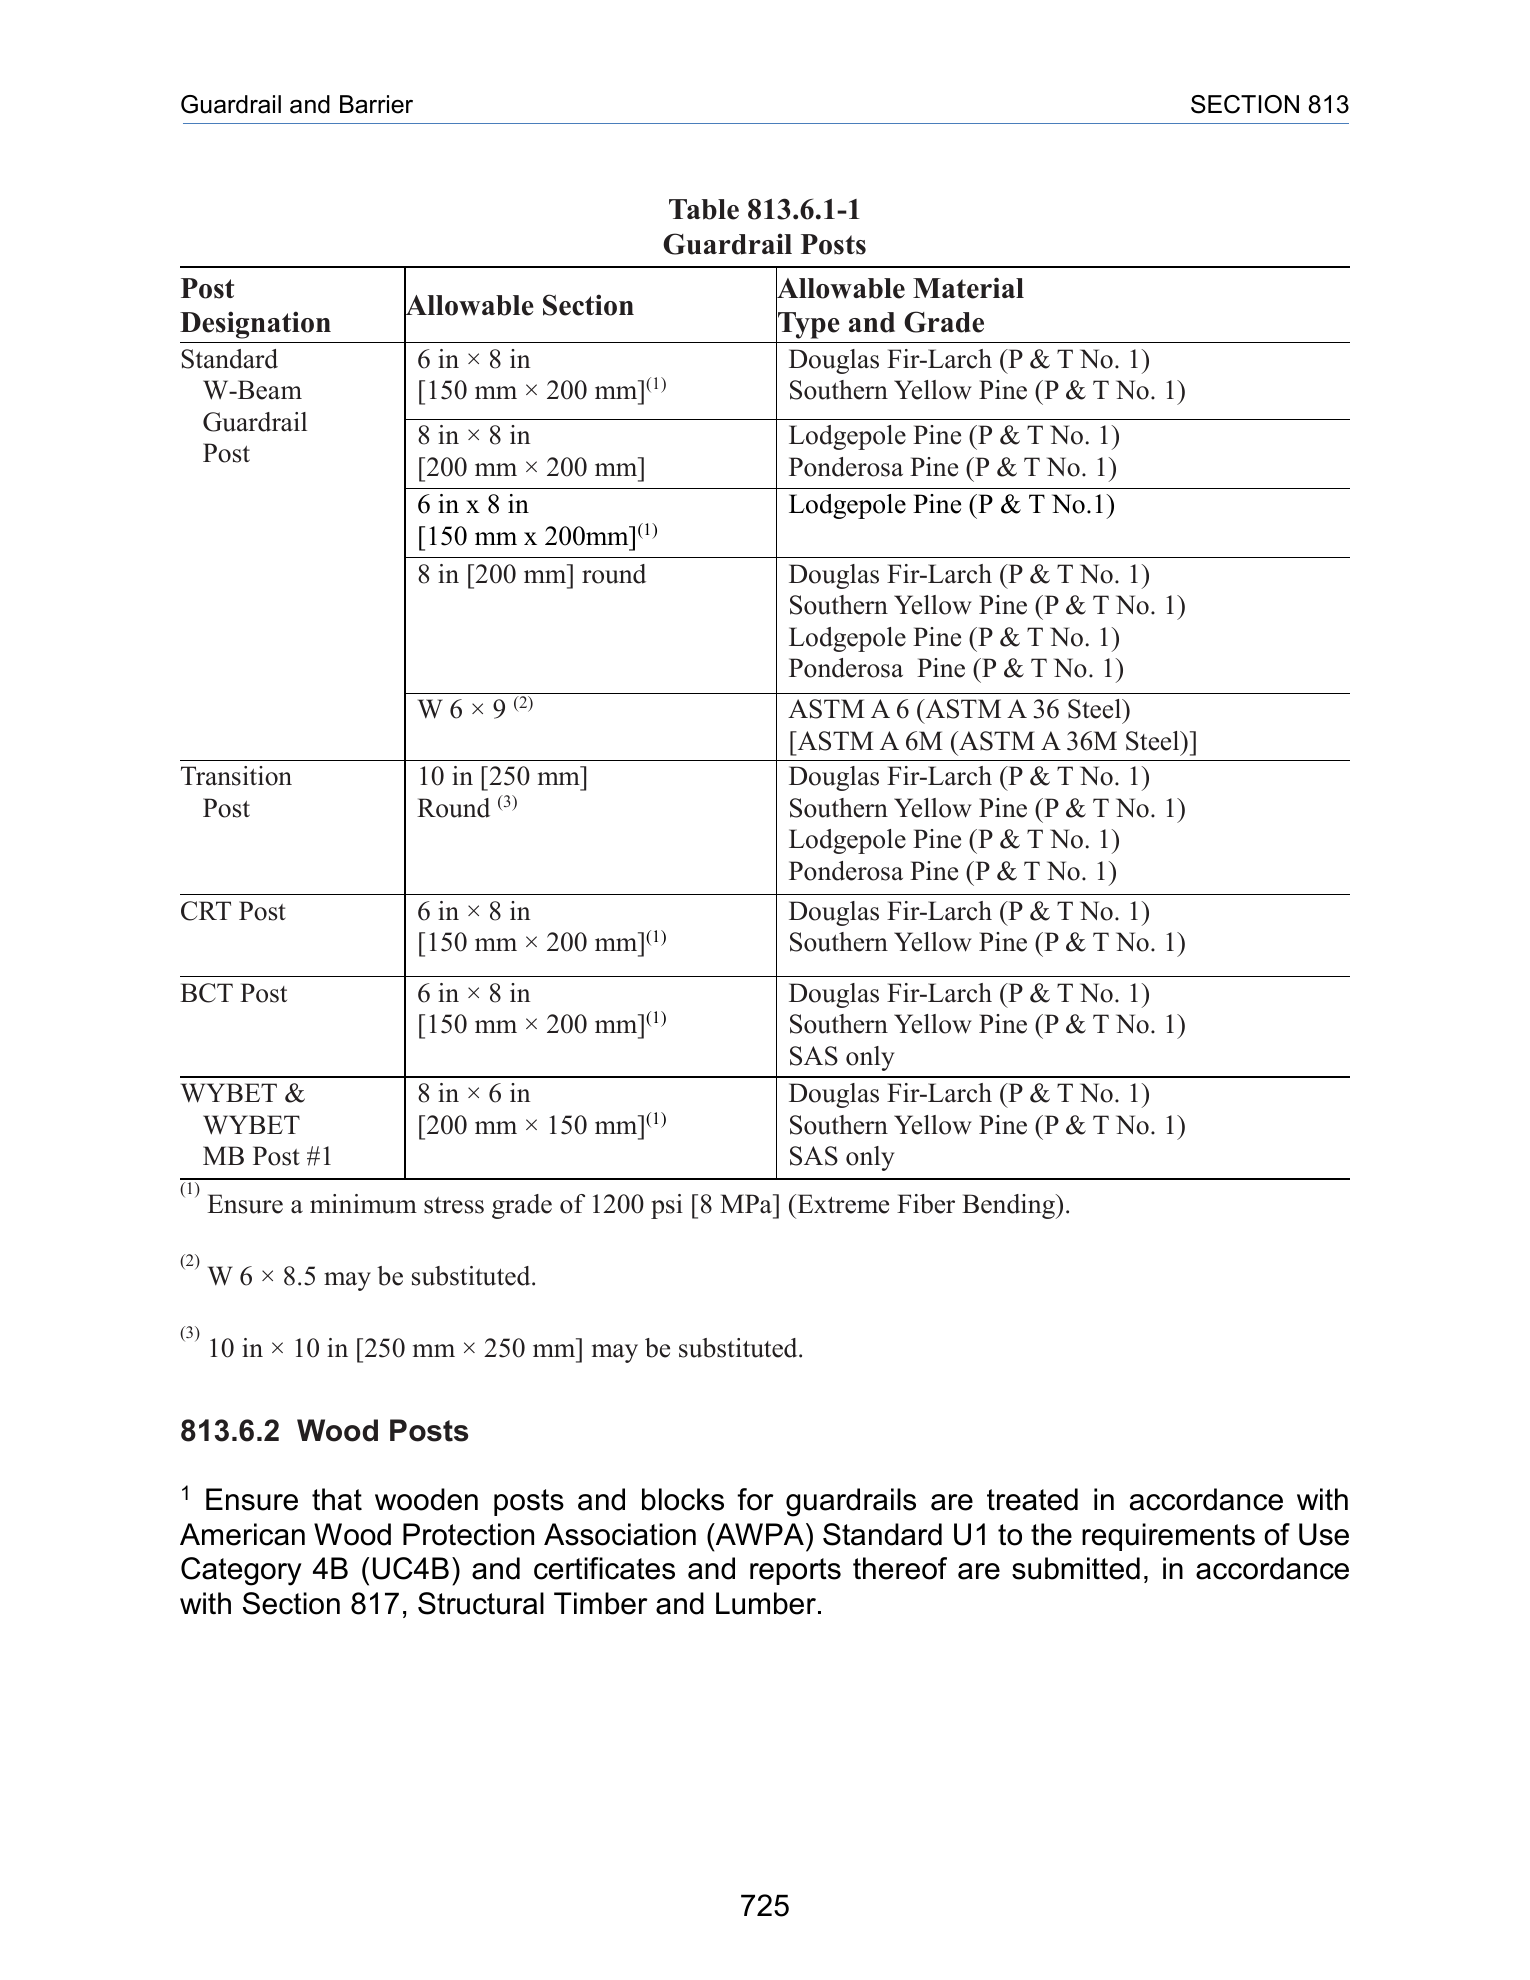 Guardrail and Barrier SECTION 813
Table 813.6.1-1
Guardrail Posts
Post
Designation
Allowable Section
Allowable Material
Type and Grade
Standard
W-Beam
Guardrail
Post
6 in × 8 in
[150 mm × 200 mm](1)
Douglas Fir-Larch (P & T No. 1)
Southern Yellow Pine (P & T No. 1)
8 in × 8 in
[200 mm × 200 mm]
Lodgepole Pine (P & T No. 1)
Ponderosa Pine (P & T No. 1)
6 in x 8 in
[150 mm x 200mm](1)
Lodgepole Pine (P & T No.1)
8 in [200 mm] round
Douglas Fir-Larch (P & T No. 1)
Southern Yellow Pine (P & T No. 1)
Lodgepole Pine (P & T No. 1)
Ponderosa  Pine (P & T No. 1)
W 6 × 9 (2)
ASTM A 6 (ASTM A 36 Steel)
[ASTM A 6M (ASTM A 36M Steel)]
Transition
Post
10 in [250 mm]
Round (3)
Douglas Fir-Larch (P & T No. 1)
Southern Yellow Pine (P & T No. 1)
Lodgepole Pine (P & T No. 1)
Ponderosa Pine (P & T No. 1)
CRT Post
6 in × 8 in
[150 mm × 200 mm](1)
Douglas Fir-Larch (P & T No. 1)
Southern Yellow Pine (P & T No. 1)
BCT Post
6 in × 8 in
[150 mm × 200 mm](1)
Douglas Fir-Larch (P & T No. 1)
Southern Yellow Pine (P & T No. 1)
SAS only
WYBET &
WYBET
MB Post #1
8 in × 6 in
[200 mm × 150 mm](1)
Douglas Fir-Larch (P & T No. 1)
Southern Yellow Pine (P & T No. 1)
SAS only
(1) Ensure a minimum stress grade of 1200 psi [8 MPa] (Extreme Fiber Bending).
(2) W 6 × 8.5 may be substituted.
(3) 10 in × 10 in [250 mm × 250 mm] may be substituted.
813.6.2 Wood Posts
1 Ensure that wooden posts and blocks for guardrails are treated in accordance with
American Wood Protection Association (AWPA) Standard U1 to the requirements of Use
Category 4B (UC4B) and certificates and reports thereof are submitted, in accordance
with Section 817, Structural Timber and Lumber.
725